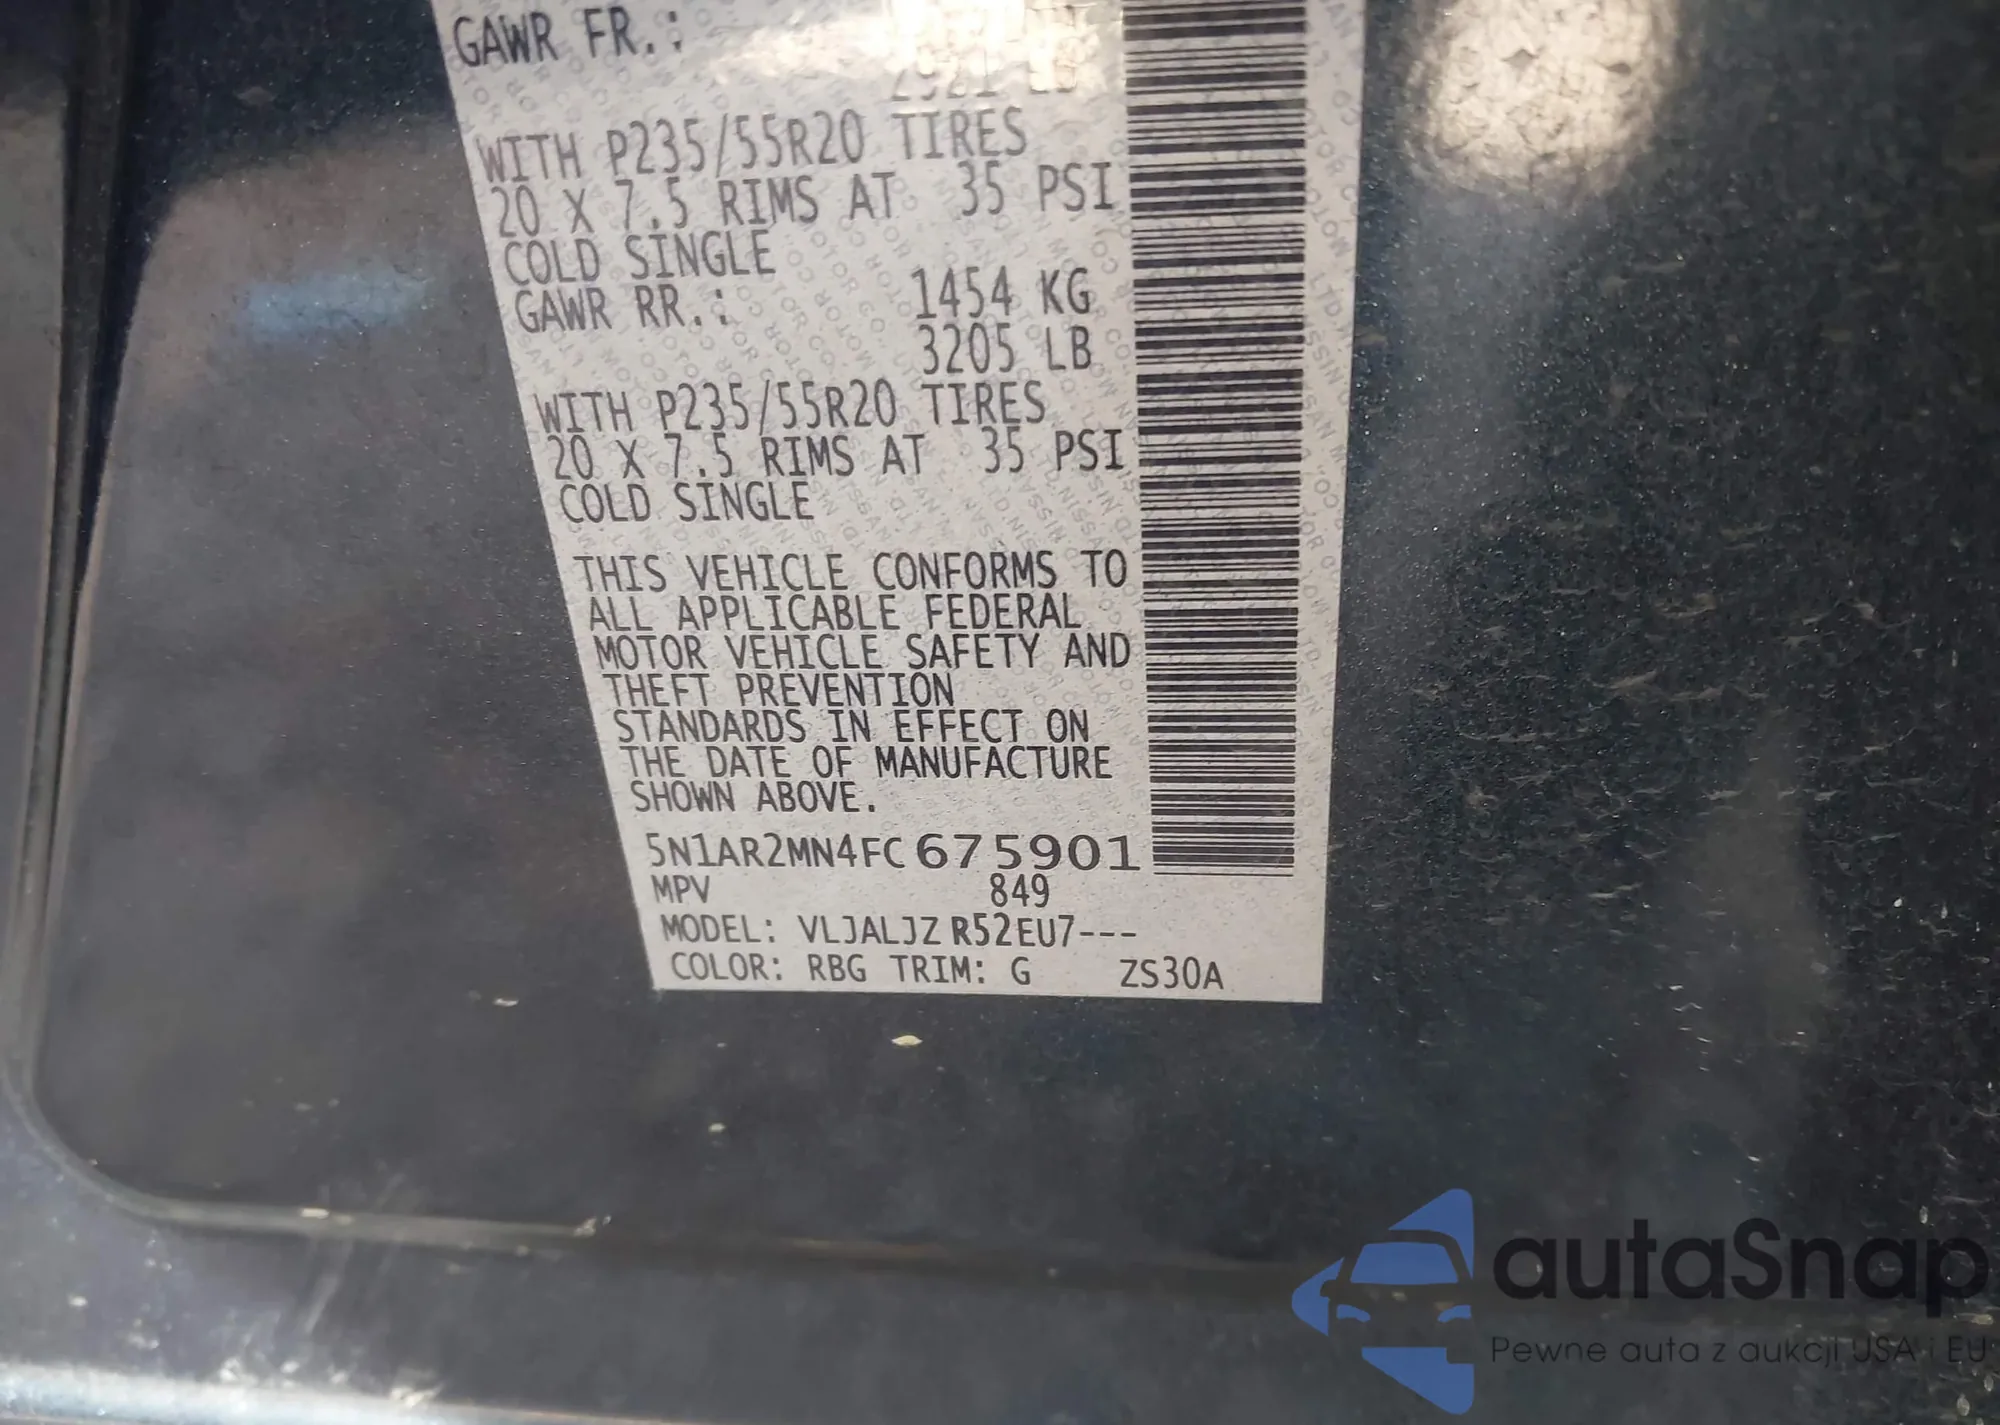 GAWR FR.:
2921 LB
WITH P235/55R20 TIRES
20 X 7.5 RIMS AT 35 PSI
COLD SINGLE
GAWR RR.: 1454 KG
3205 LB
WITH P235/55R20 TIRES
20 X 7.5 RIMS AT 35 PSI
COLD SINGLE
THIS VEHICLE CONFORMS TO
ALL APPLICABLE FEDERAL
MOTOR VEHICLE SAFETY AND
THEFT PREVENTION
STANDARDS IN EFFECT ON
THE DATE OF MANUFACTURE
SHOWN ABOVE.
5N1AR2MN4FC675901
MPV 849
MODEL: VLJALJZ R52EU7---
COLOR: RBG TRIM: G ZS30A
autaSnap
Pewne auta z aukcji USA i EU